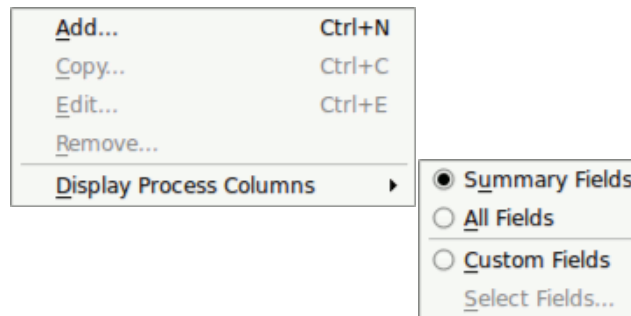 Add... Ctrl+N
Copy... Ctrl+C
Edit... Ctrl+E
Remove...
Display Process Columns
Summary Fields
All Fields
Custom Fields
Select Fields...